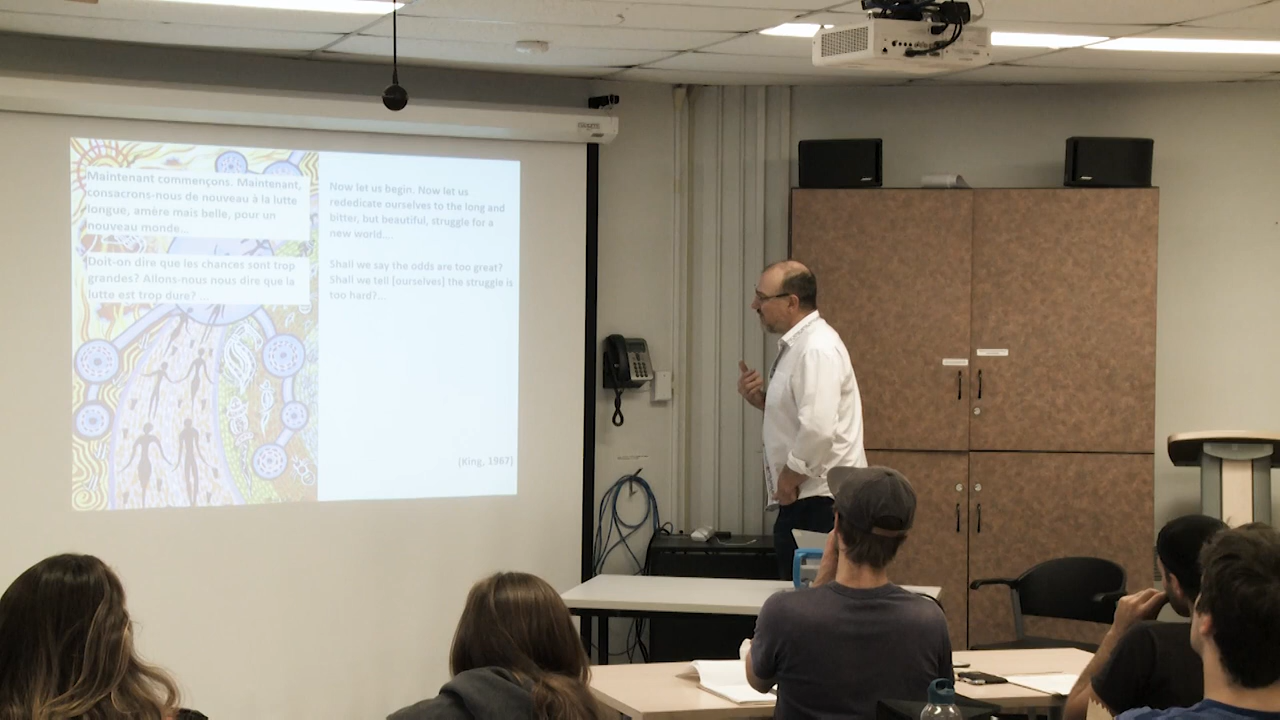 Maintenant commençons. Maintenant,
consacrons-nous de nouveau à la lutte
longue, amère mais belle, pour un
nouveau monde...
Doit-on dire que les chances sont trop
grandes? Allons-nous nous dire que la
lutte est trop dure? ...
Now let us begin. Now let us
rededicate ourselves to the long and
bitter, but beautiful, struggle for a
new world....
Shall we say the odds are too great?
Shall we tell [ourselves] the struggle is
too hard?...
(King, 1967)